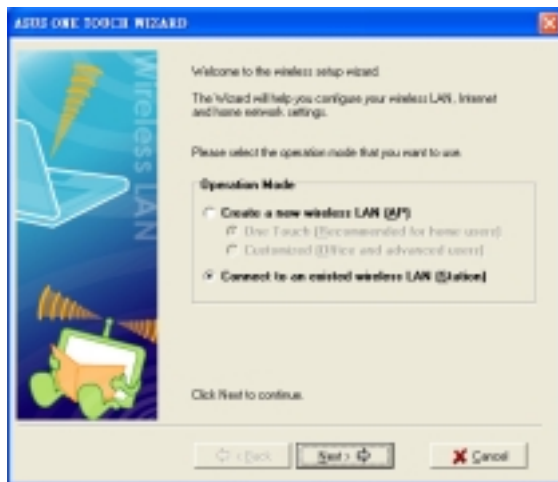 ASUS ONE TOUCH WIZARD
Wireless LAN
Welcome to the wireless setup wizard.
The Wizard will help you configure your wireless LAN, Internet
and home network settings.
Please select the operation mode that you want to use.
Operation Mode
Create a new wireless LAN (AP)
One Touch (Recommended for home users)
Customized (Office and advanced users)
Connect to an existed wireless LAN (Station)
Click Next to continue.
< Back
Next >
Cancel